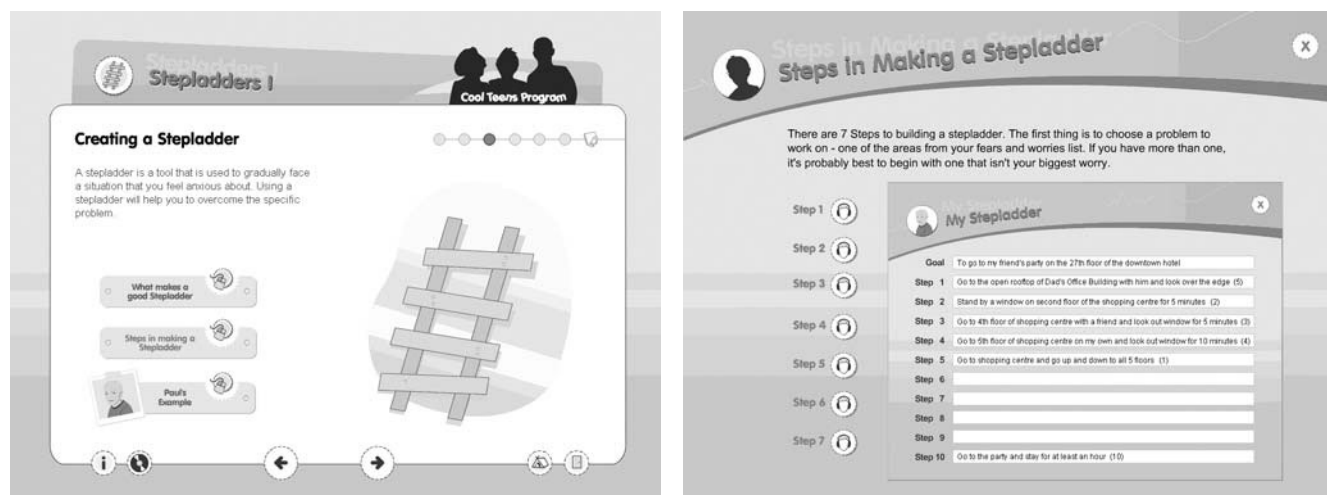 Stepladders I
Cool Teens Program
Creating a Stepladder
A stepladder is a tool that is used to gradually face
a situation that you feel anxious about. Using a
stepladder will help you to overcome the specific
problem.
What makes a
good Stepladder
Steps in making a
Stepladder
Paul's
Example
Steps in Making a Stepladder
X
There are 7 Steps to building a stepladder. The first thing is to choose a problem to
work on - one of the areas from your fears and worries list. If you have more than one,
it's probably best to begin with one that isn't your biggest worry.
Step 1
Step 2
Step 3
Step 4
Step 5
Step 6
Step 7
My Stepladder
X
Goal To go to my friend's party on the 27th floor of the downtown hotel
Step 1 Go to the open rooftop of Dad's Office Building with him and look over the edge (5)
Step 2 Stand by a window on second floor of the shopping centre for 5 minutes (2)
Step 3 Go to 4th floor of shopping centre with a friend and look out window for 5 minutes (3)
Step 4 Go to 5th floor of shopping centre on my own and look out window for 10 minutes (4)
Step 5 Go to shopping centre and go up and down to all 5 floors (1)
Step 6
Step 7
Step 8
Step 9
Step 10 Go to the party and stay for at least an hour (10)